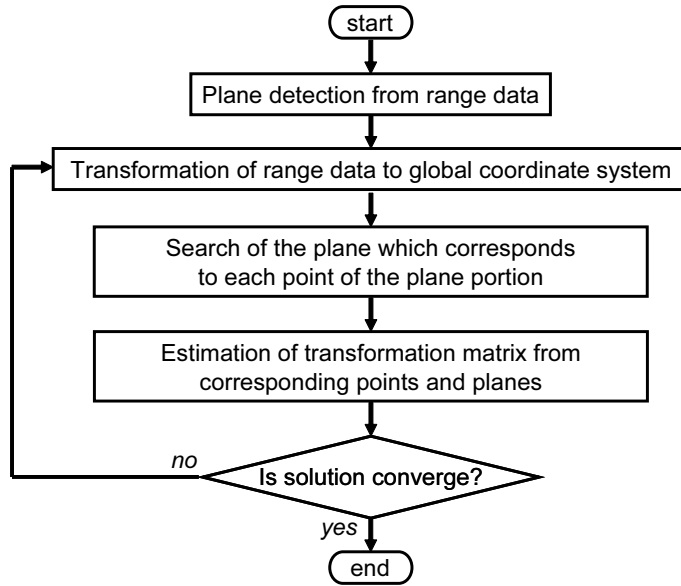 start
Plane detection from range data
Transformation of range data to global coordinate system
Search of the plane which corresponds
to each point of the plane portion
Estimation of transformation matrix from
corresponding points and planes
no
Is solution converge?
yes
end